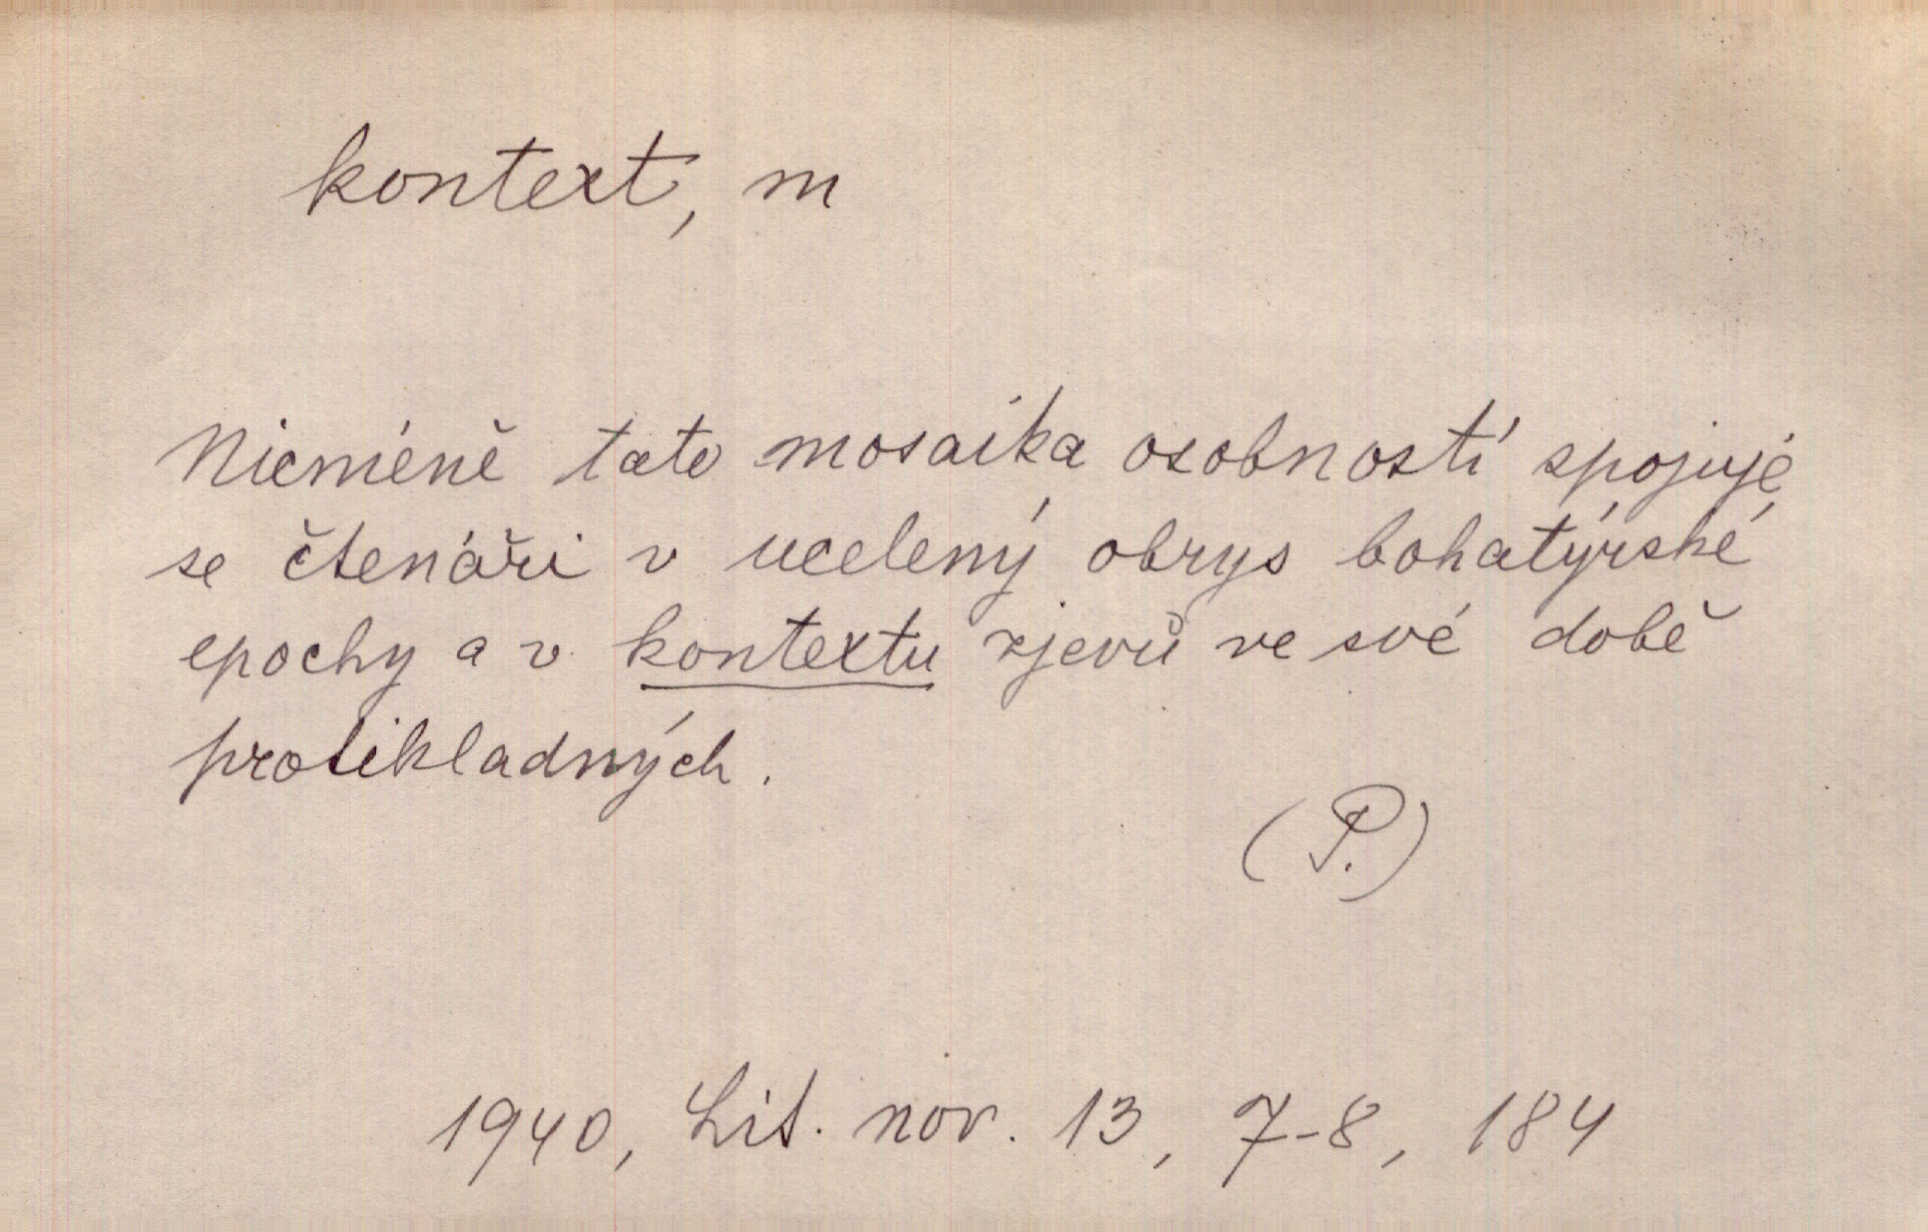 kontext, m
Nicméně tato mosaika osobností spojuje
se čtenáři v ucelený obrys bohatýrské
epochy a v kontextu zjevů ve své době
protikladných.
(P.)
1940, Lit. nov. 13, 7-8, 184